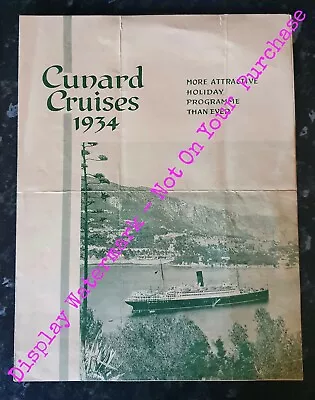 Cunard
Cruises
1934
MORE ATTRACTIVE
HOLIDAY
PROGRAMME
THAN EVER
Display Watermark - Not On Your Purchase